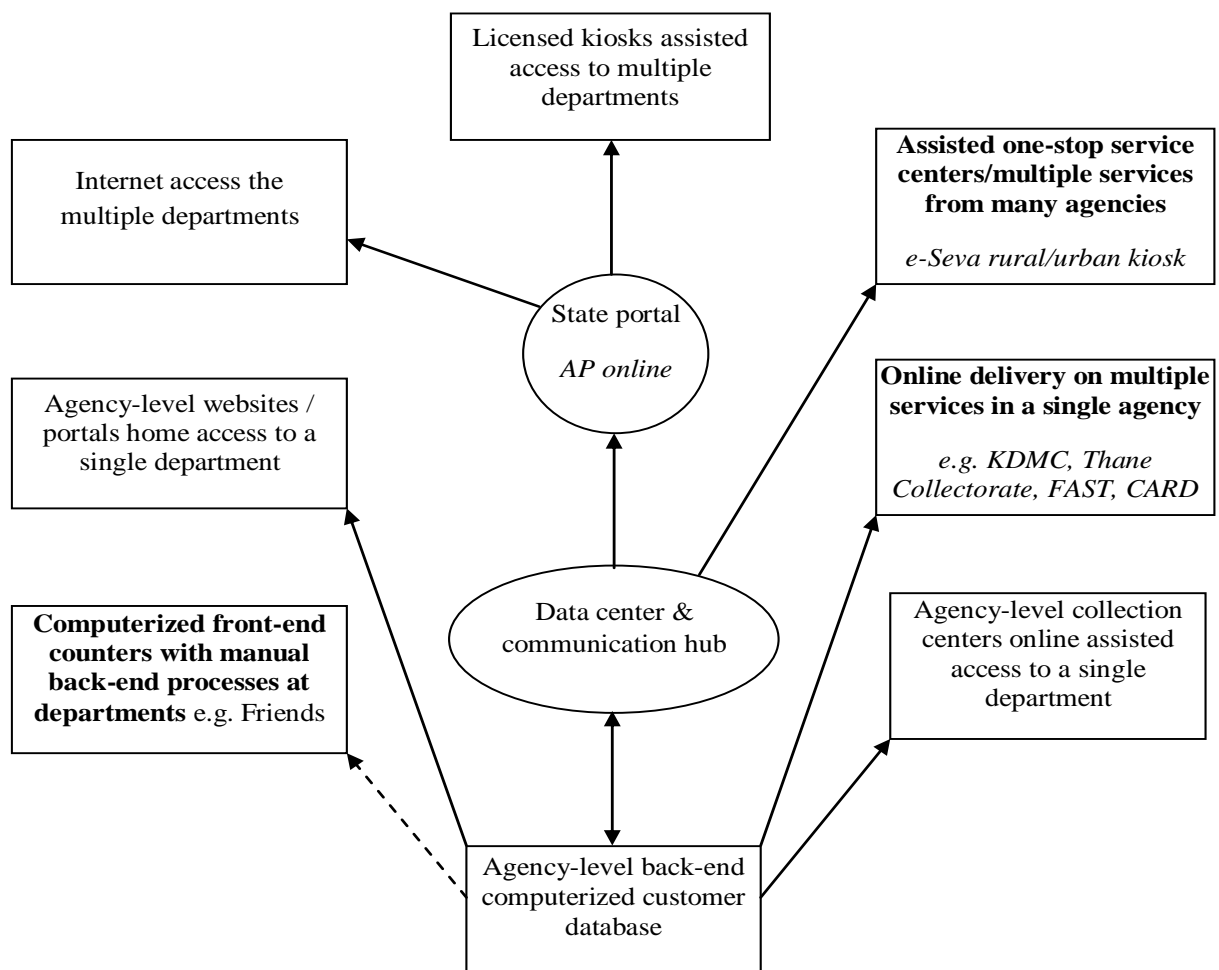 Licensed kiosks assisted
access to multiple
departments
Internet access the
multiple departments
Assisted one-stop service
centers/multiple services
from many agencies
e-Seva rural/urban kiosk
State portal
AP online
Agency-level websites /
portals home access to a
single department
Online delivery on multiple
services in a single agency
e.g. KDMC, Thane
Collectorate, FAST, CARD
Computerized front-end
counters with manual
back-end processes at
departments e.g. Friends
Data center &
communication hub
Agency-level collection
centers online assisted
access to a single
department
Agency-level back-end
computerized customer
database